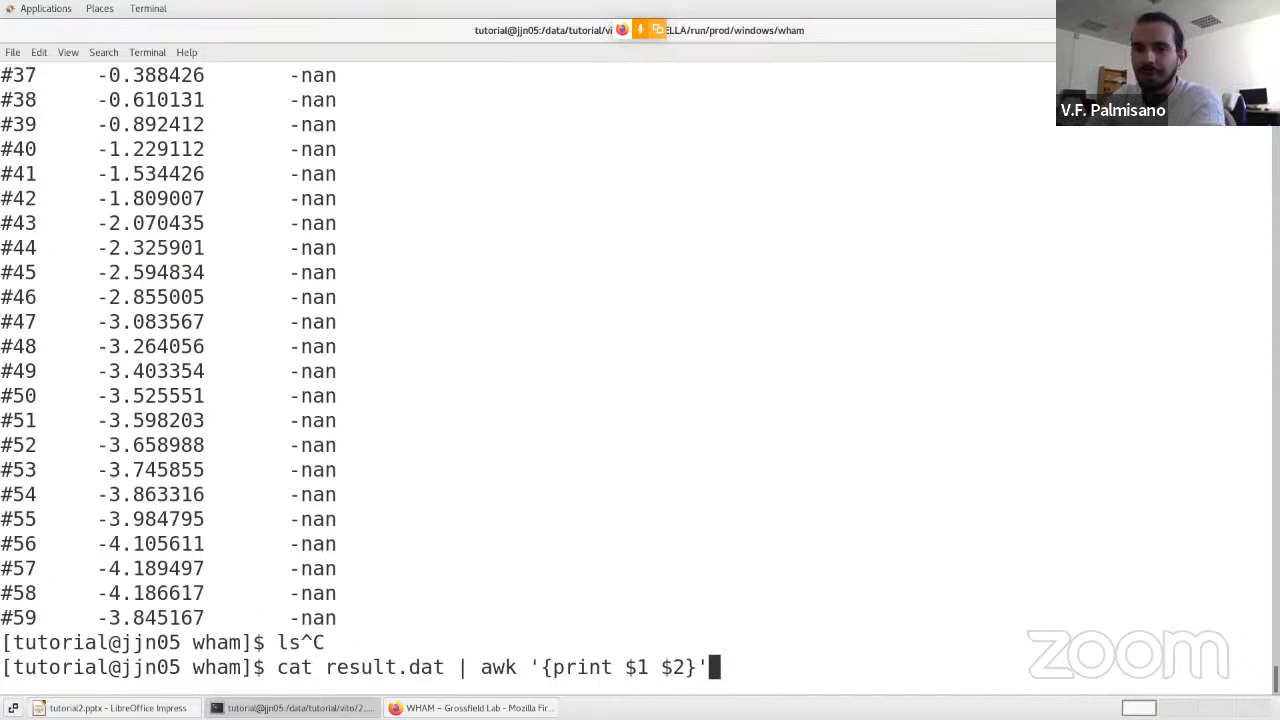 Applications Places Terminal
tutorial@jjn05:/data/tutorial/vi ELLA/run/prod/windows/wham
File Edit View Search Terminal Help
V.F. Palmisano
#37 -0.388426 -nan
#38 -0.610131 -nan
#39 -0.892412 -nan
#40 -1.229112 -nan
#41 -1.534426 -nan
#42 -1.809007 -nan
#43 -2.070435 -nan
#44 -2.325901 -nan
#45 -2.594834 -nan
#46 -2.855005 -nan
#47 -3.083567 -nan
#48 -3.264056 -nan
#49 -3.403354 -nan
#50 -3.525551 -nan
#51 -3.598203 -nan
#52 -3.658988 -nan
#53 -3.745855 -nan
#54 -3.863316 -nan
#55 -3.984795 -nan
#56 -4.105611 -nan
#57 -4.189497 -nan
#58 -4.186617 -nan
#59 -3.845167 -nan
[tutorial@jjn05 wham]$ ls^C
[tutorial@jjn05 wham]$ cat result.dat | awk '{print $1 $2}'
zoom
tutorial2.pptx - LibreOffice Impress tutorial@jjn05:/data/tutorial/vito/2... WHAM – Grossfield Lab - Mozilla Fir...